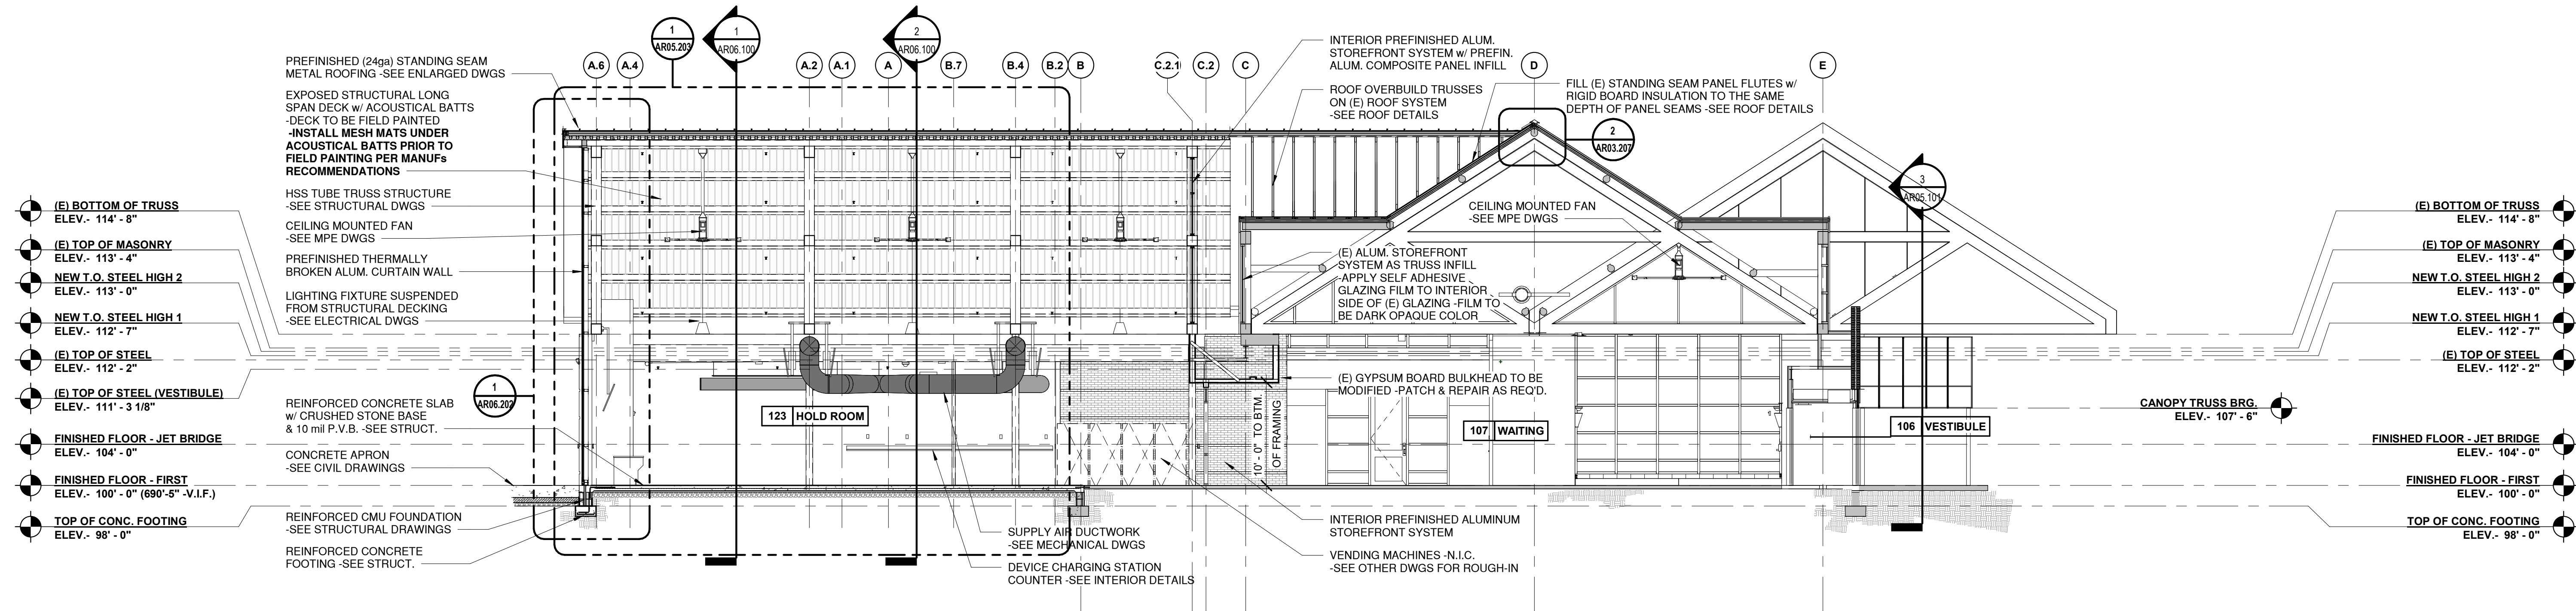 1
AR05.203
1
AR06.100
2
AR06.100
A.6
A.4
A.2
A.1
A
B.7
B.4
B.2
B
C.2.1
C.2
C
D
E
PREFINISHED (24ga) STANDING SEAM
METAL ROOFING -SEE ENLARGED DWGS
EXPOSED STRUCTURAL LONG
SPAN DECK w/ ACOUSTICAL BATTS
-DECK TO BE FIELD PAINTED
-INSTALL MESH MATS UNDER
ACOUSTICAL BATTS PRIOR TO
FIELD PAINTING PER MANUFs
RECOMMENDATIONS
HSS TUBE TRUSS STRUCTURE
-SEE STRUCTURAL DWGS
CEILING MOUNTED FAN
-SEE MPE DWGS
PREFINISHED THERMALLY
BROKEN ALUM. CURTAIN WALL
LIGHTING FIXTURE SUSPENDED
FROM STRUCTURAL DECKING
-SEE ELECTRICAL DWGS
1
AR06.202
REINFORCED CONCRETE SLAB
w/ CRUSHED STONE BASE
& 10 mil P.V.B. -SEE STRUCT.
CONCRETE APRON
-SEE CIVIL DRAWINGS
REINFORCED CMU FOUNDATION
-SEE STRUCTURAL DRAWINGS
REINFORCED CONCRETE
FOOTING -SEE STRUCT.
(E) BOTTOM OF TRUSS
ELEV.- 114' - 8"
(E) TOP OF MASONRY
ELEV.- 113' - 4"
NEW T.O. STEEL HIGH 2
ELEV.- 113' - 0"
NEW T.O. STEEL HIGH 1
ELEV.- 112' - 7"
(E) TOP OF STEEL
ELEV.- 112' - 2"
(E) TOP OF STEEL (VESTIBULE)
ELEV.- 111' - 3 1/8"
FINISHED FLOOR - JET BRIDGE
ELEV.- 104' - 0"
FINISHED FLOOR - FIRST
ELEV.- 100' - 0" (690'-5" -V.I.F.)
TOP OF CONC. FOOTING
ELEV.- 98' - 0"
INTERIOR PREFINISHED ALUM.
STOREFRONT SYSTEM w/ PREFIN.
ALUM. COMPOSITE PANEL INFILL
ROOF OVERBUILD TRUSSES
ON (E) ROOF SYSTEM
-SEE ROOF DETAILS
FILL (E) STANDING SEAM PANEL FLUTES w/
RIGID BOARD INSULATION TO THE SAME
DEPTH OF PANEL SEAMS -SEE ROOF DETAILS
2
AR03.207
3
AR05.101
CEILING MOUNTED FAN
-SEE MPE DWGS
(E) ALUM. STOREFRONT
SYSTEM AS TRUSS INFILL
-APPLY SELF ADHESIVE
GLAZING FILM TO INTERIOR
SIDE OF (E) GLAZING -FILM TO
BE DARK OPAQUE COLOR
(E) GYPSUM BOARD BULKHEAD TO BE
MODIFIED -PATCH & REPAIR AS REQ'D.
123 HOLD ROOM
107 WAITING
106 VESTIBULE
10' - 0" TO BTM.
OF FRAMING
SUPPLY AIR DUCTWORK
-SEE MECHANICAL DWGS
DEVICE CHARGING STATION
COUNTER -SEE INTERIOR DETAILS
INTERIOR PREFINISHED ALUMINUM
STOREFRONT SYSTEM
VENDING MACHINES -N.I.C.
-SEE OTHER DWGS FOR ROUGH-IN
(E) BOTTOM OF TRUSS
ELEV.- 114' - 8"
(E) TOP OF MASONRY
ELEV.- 113' - 4"
NEW T.O. STEEL HIGH 2
ELEV.- 113' - 0"
NEW T.O. STEEL HIGH 1
ELEV.- 112' - 7"
(E) TOP OF STEEL
ELEV.- 112' - 2"
CANOPY TRUSS BRG.
ELEV.- 107' - 6"
FINISHED FLOOR - JET BRIDGE
ELEV.- 104' - 0"
FINISHED FLOOR - FIRST
ELEV.- 100' - 0"
TOP OF CONC. FOOTING
ELEV.- 98' - 0"